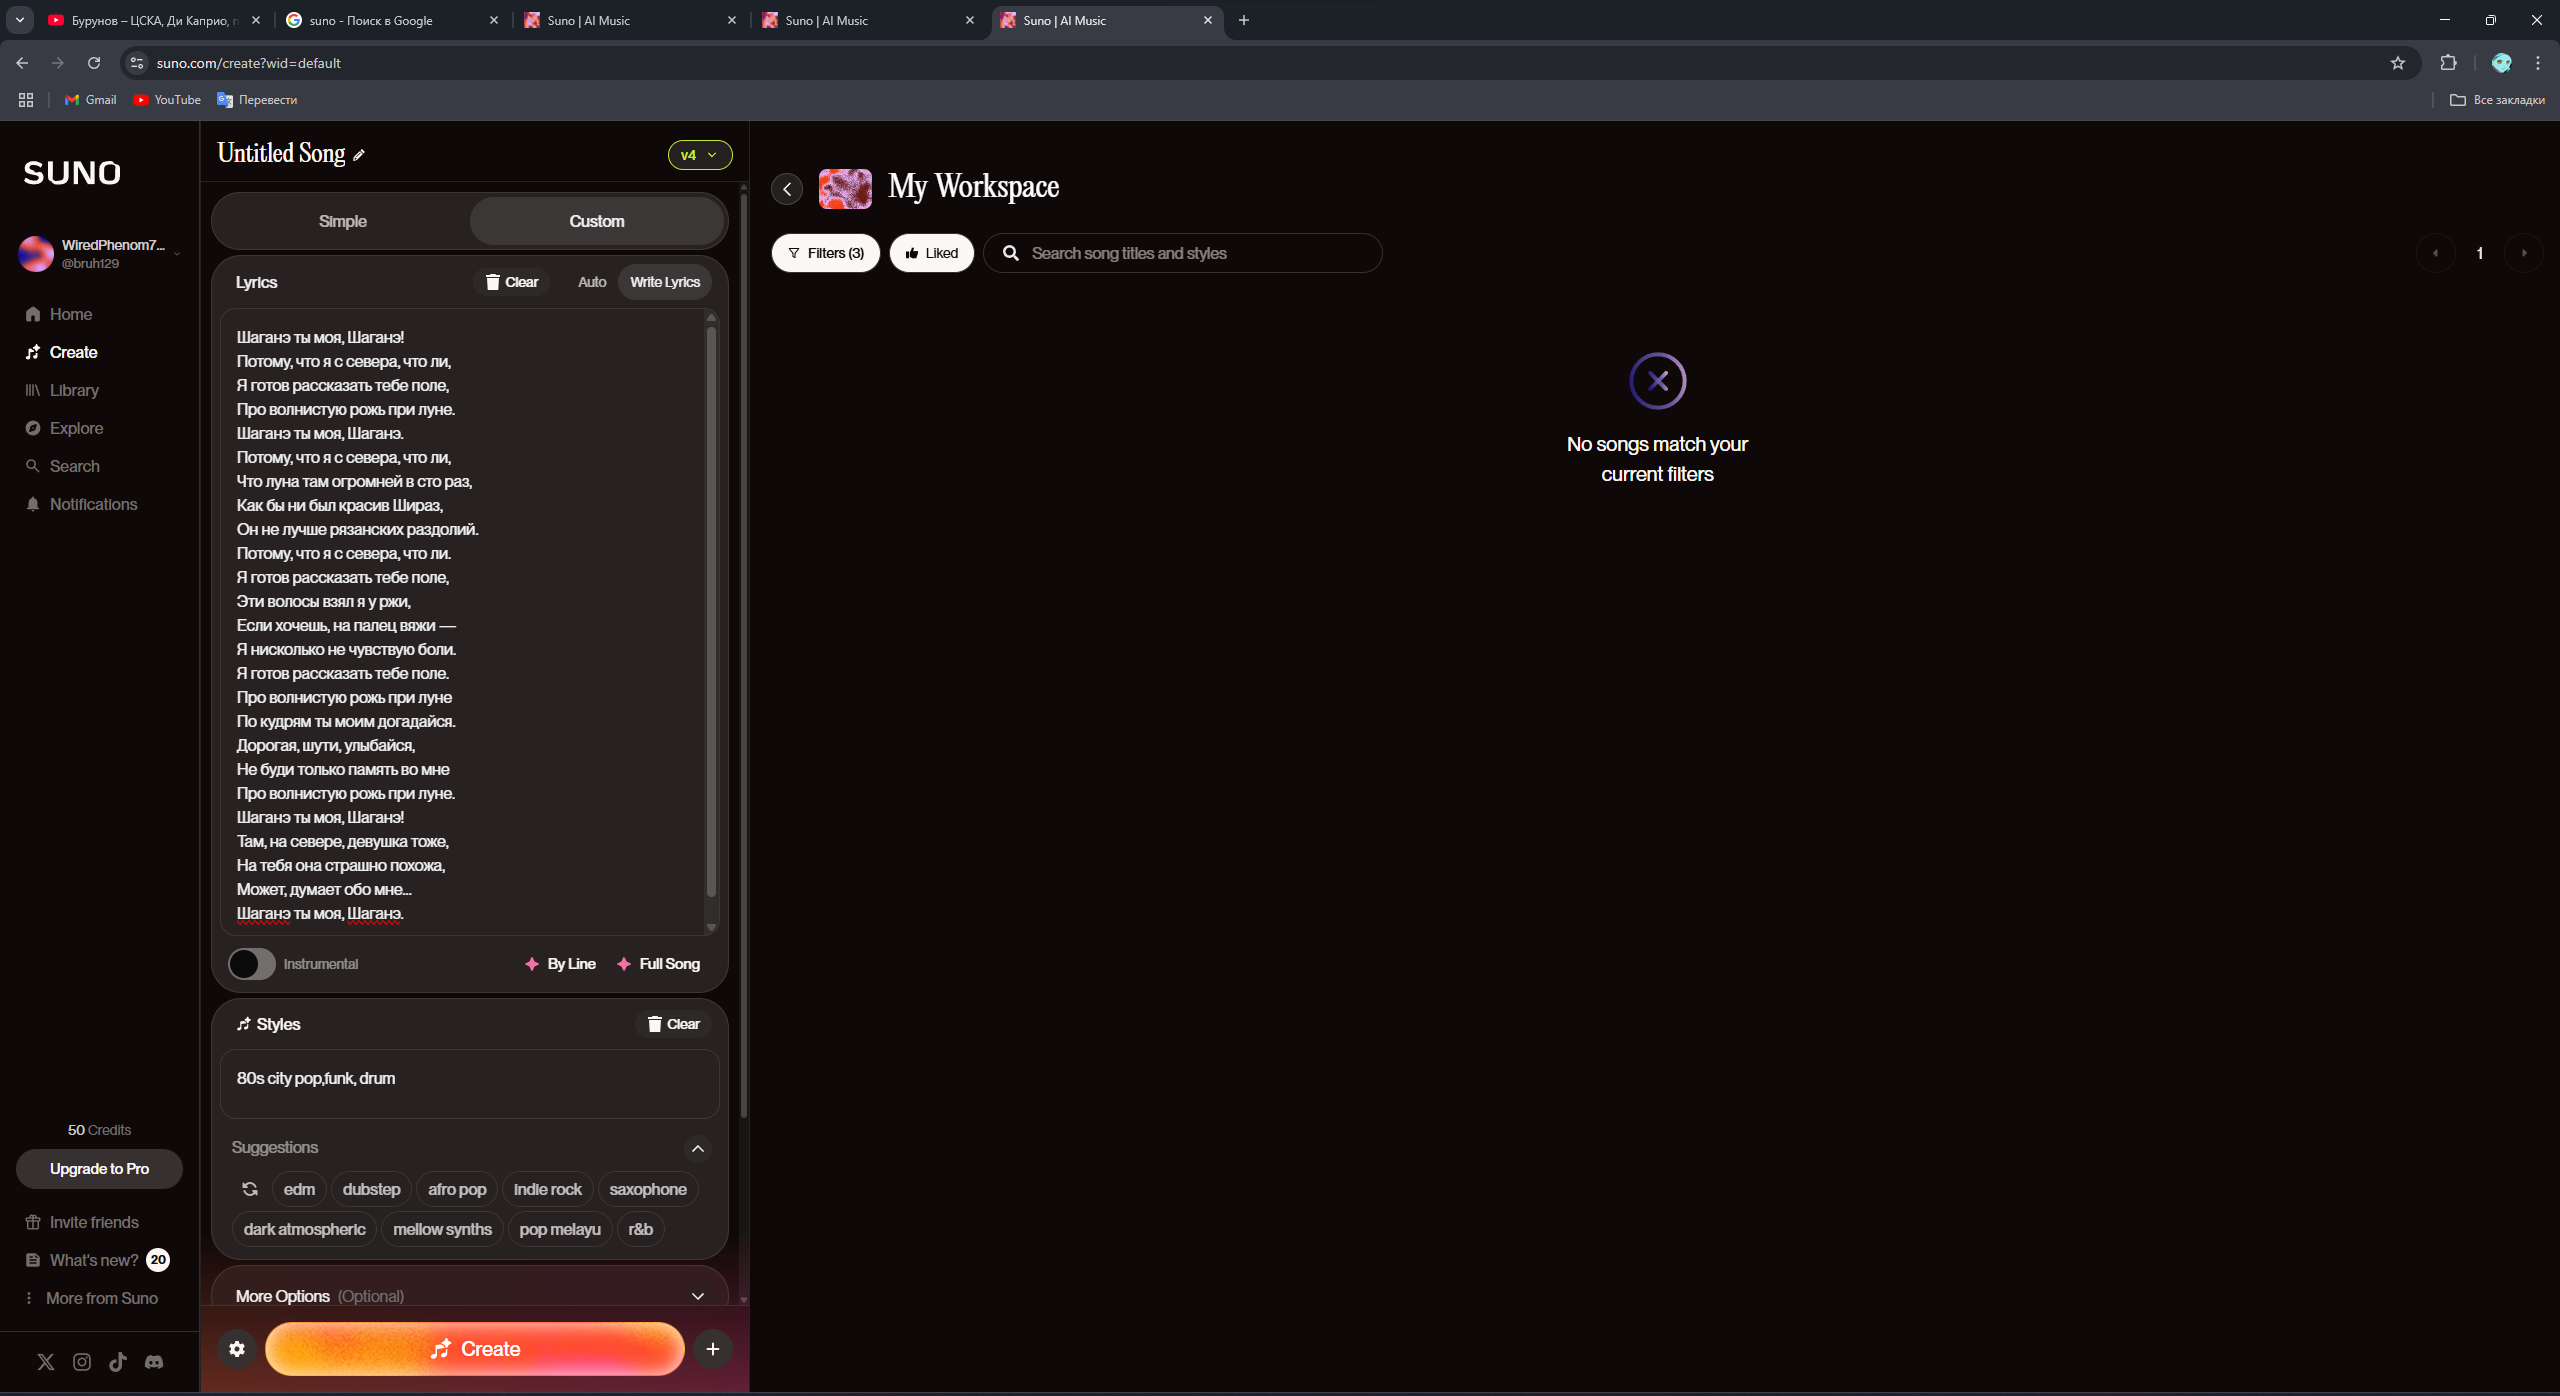 Бурунов – ЦСКА, Ди Каприо, п
suno - Поиск в Google
Suno | AI Music
Suno | AI Music
Suno | AI Music
suno.com/create?wid=default
Gmail
YouTube
Перевести
Все закладки
SUNO
WiredPhenom7...
@bruh129
Home
Create
Library
Explore
Search
Notifications
50 Credits
Upgrade to Pro
Invite friends
What's new? 20
More from Suno
Untitled Song
v4
Simple
Custom
Lyrics
Clear
Auto
Write Lyrics
Шаганэ ты моя, Шаганэ!
Потому, что я с севера, что ли,
Я готов рассказать тебе поле,
Про волнистую рожь при луне.
Шаганэ ты моя, Шаганэ.
Потому, что я с севера, что ли,
Что луна там огромней в сто раз,
Как бы ни был красив Шираз,
Он не лучше рязанских раздолий.
Потому, что я с севера, что ли.
Я готов рассказать тебе поле,
Эти волосы взял я у ржи,
Если хочешь, на палец вяжи —
Я нисколько не чувствую боли.
Я готов рассказать тебе поле.
Про волнистую рожь при луне
По кудрям ты моим догадайся.
Дорогая, шути, улыбайся,
Не буди только память во мне
Про волнистую рожь при луне.
Шаганэ ты моя, Шаганэ!
Там, на севере, девушка тоже,
На тебя она страшно похожа,
Может, думает обо мне...
Шаганэ ты моя, Шаганэ.
Instrumental
By Line
Full Song
Styles
Clear
80s city pop,funk, drum
Suggestions
edm
dubstep
afro pop
indie rock
saxophone
dark atmospheric
mellow synths
pop melayu
r&b
More Options (Optional)
Create
My Workspace
Filters (3)
Liked
Search song titles and styles
1
No songs match your
current filters